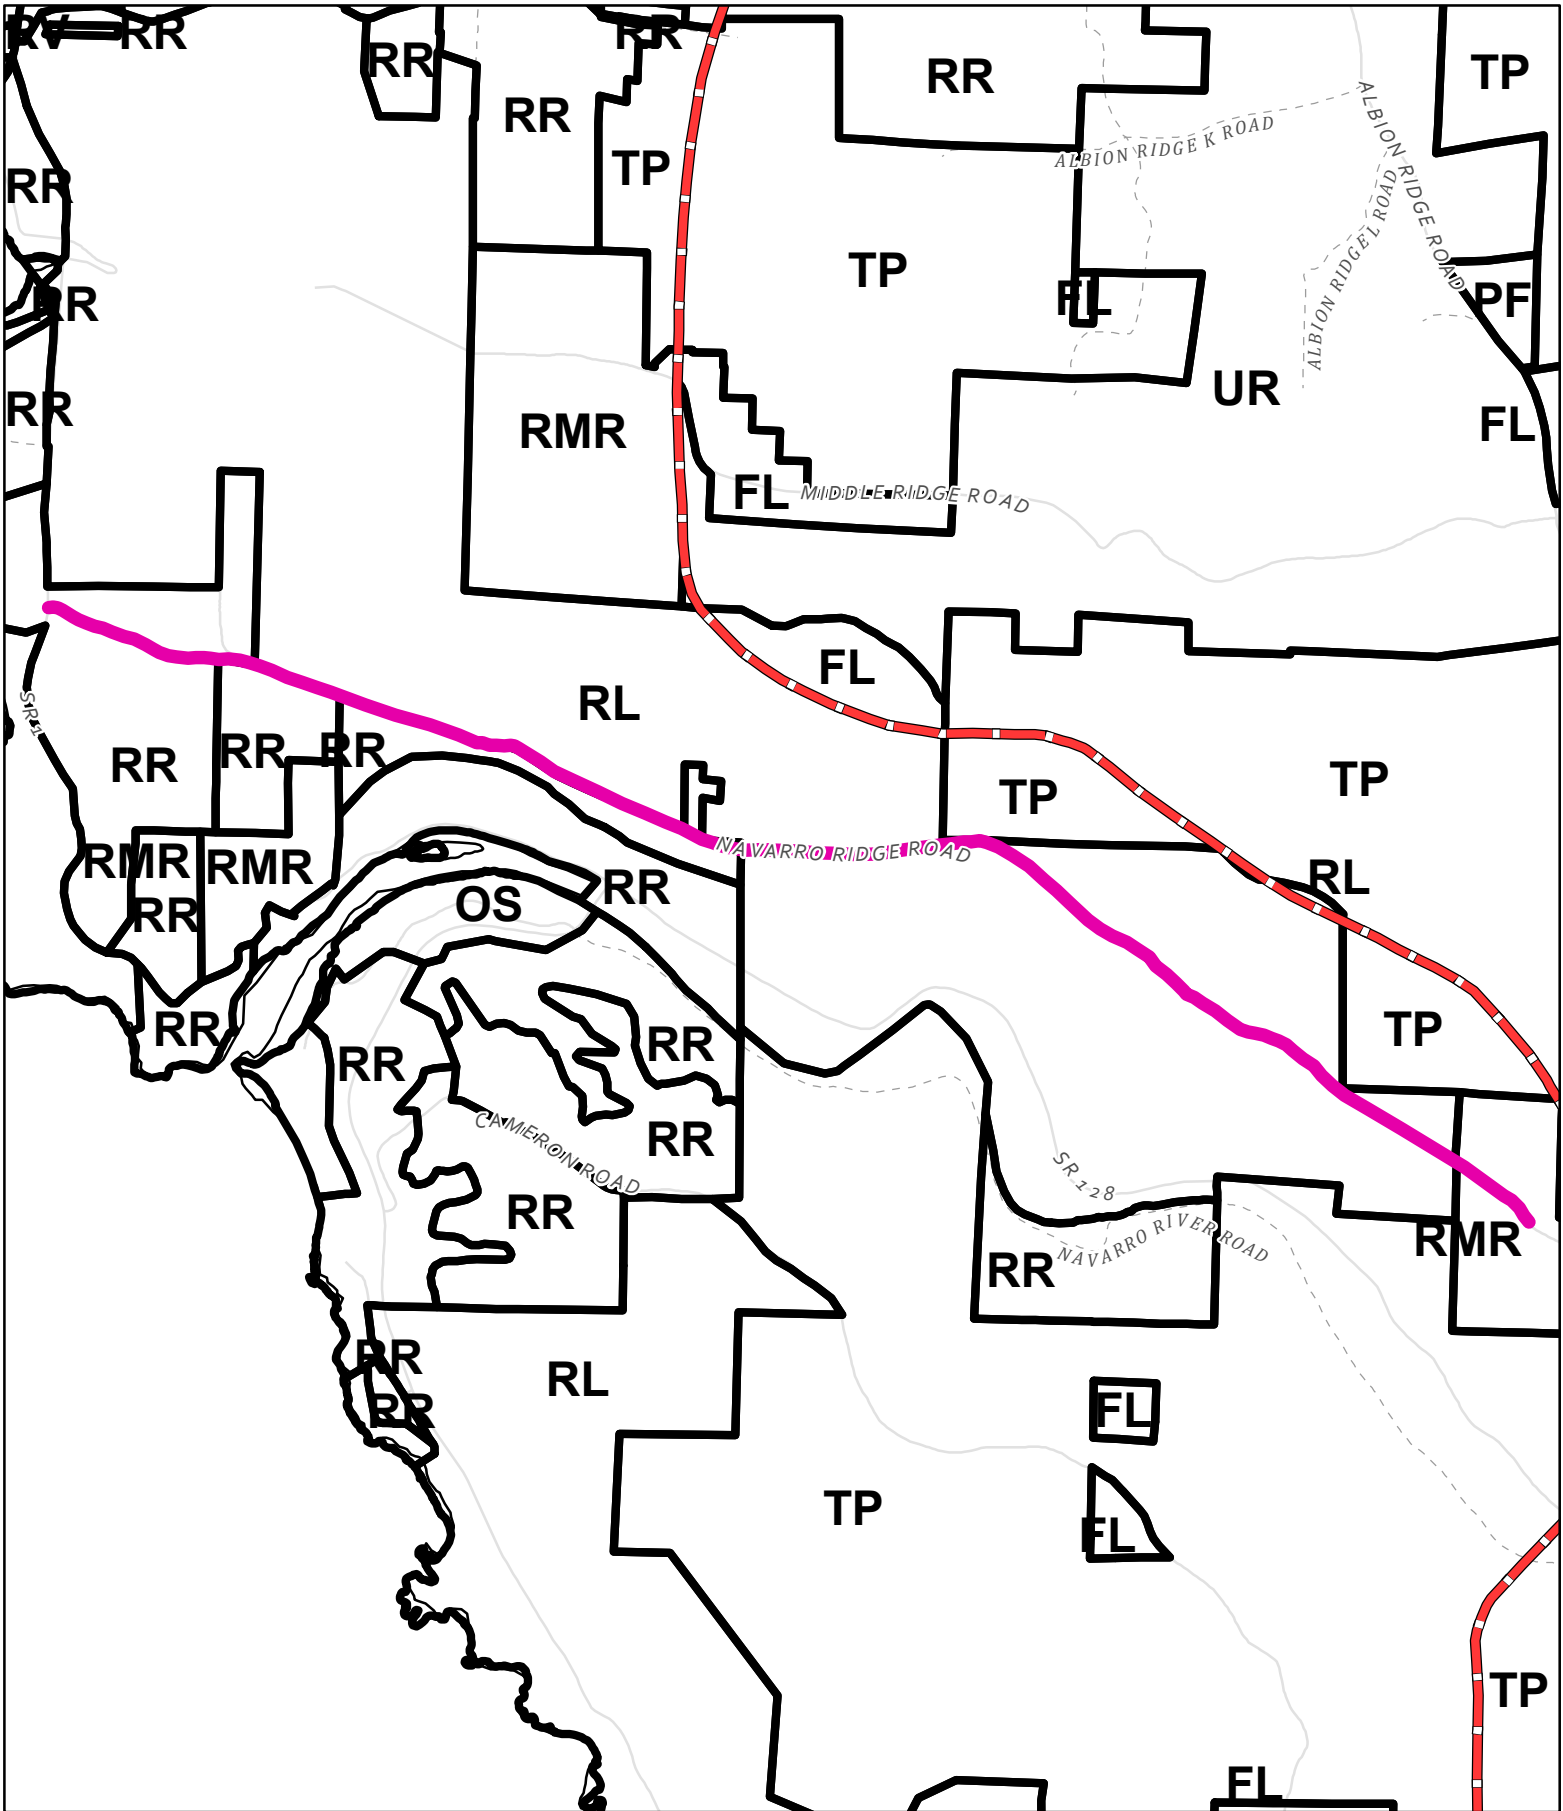 RV
RR
RR
RR
RR
RR
TP
TP
ALBION RIDGE K ROAD
ALBION RIDGE ROAD
ALBION RIDGE L ROAD
RR
TP
FL
PF
RR
UR
RR
RMR
FL
FL
MIDDLE RIDGE ROAD
FL
RL
SR 1
RR
RR
RR
TP
TP
NAVARRO RIDGE ROAD
RMR
RMR
RL
RR
OS
RR
RR
RR
RR
TP
CAMERON ROAD
RR
SR 128
RR
NAVARRO RIVER ROAD
RMR
RR
RR
RL
RR
FL
TP
FL
TP
FL